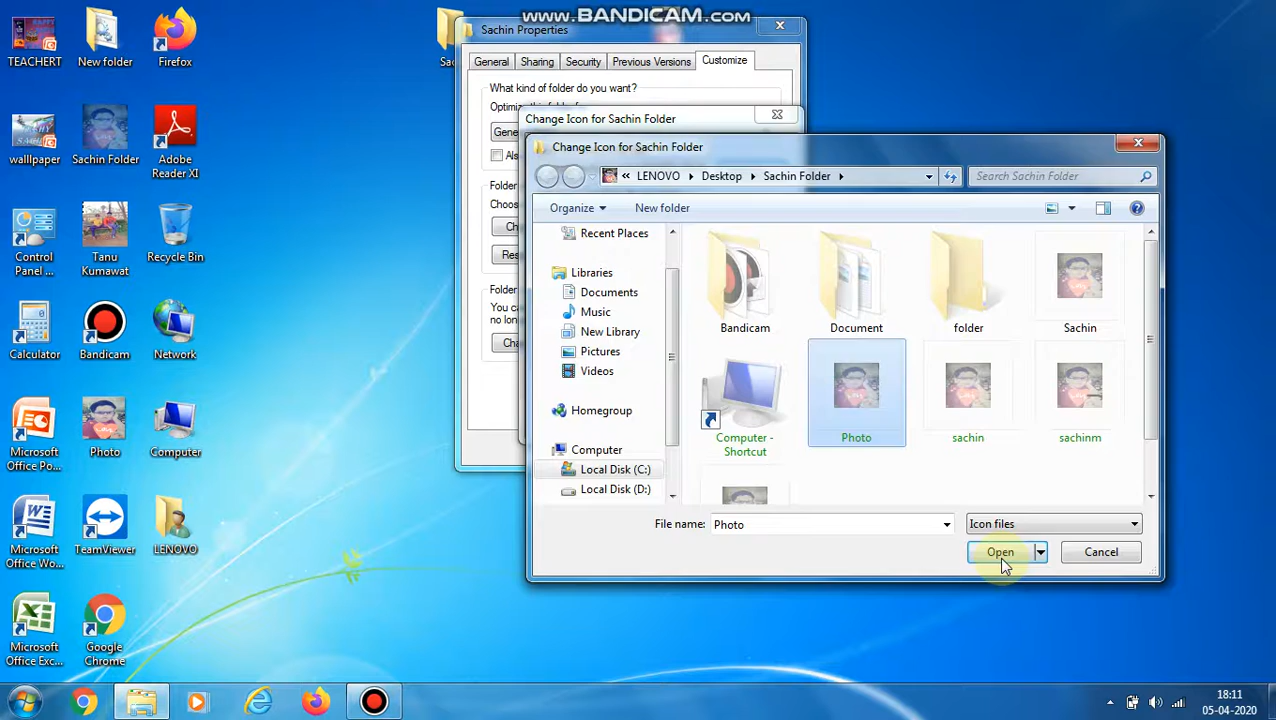 www.BANDICAM.com
TEACHERT
New folder
Firefox
walllpaper
Sachin Folder
Adobe
Reader XI
Control
Panel ...
Tanu
Kumawat
Recycle Bin
Calculator
Bandicam
Network
Microsoft
Office Po...
Photo
Computer
Microsoft
Office Wo...
TeamViewer
LENOVO
Microsoft
Office Exc...
Google
Chrome
Sac
Sachin Properties
General
Sharing
Security
Previous Versions
Customize
What kind of folder do you want?
Gene
Als
Folder
Choos
Ch
Res
Folder
You ca
no lon
Cha
Change Icon for Sachin Folder
Change Icon for Sachin Folder
« LENOVO ▸ Desktop ▸ Sachin Folder ▸
Search Sachin Folder
Organize
New folder
Recent Places
Libraries
Documents
Music
New Library
Pictures
Videos
Homegroup
Computer
Local Disk (C:)
Local Disk (D:)
Bandicam
Document
folder
Sachin
Computer -
Shortcut
Photo
sachin
sachinm
File name:
Photo
Icon files
Open
Cancel
18:11
05-04-2020